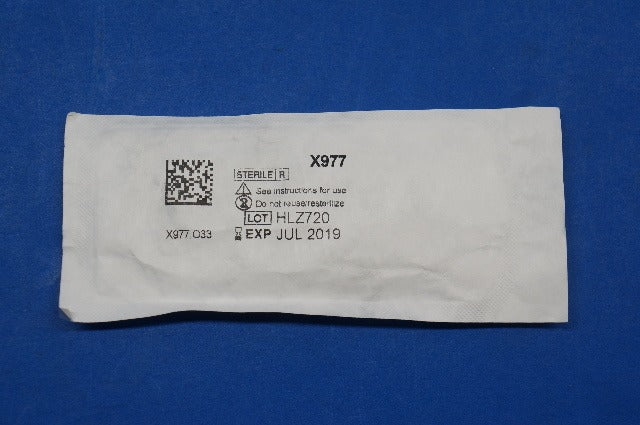 X977
STERILE R
See instructions for use
Do not reuse/resterilize
LOT HLZ720
X977.O33
EXP JUL 2019